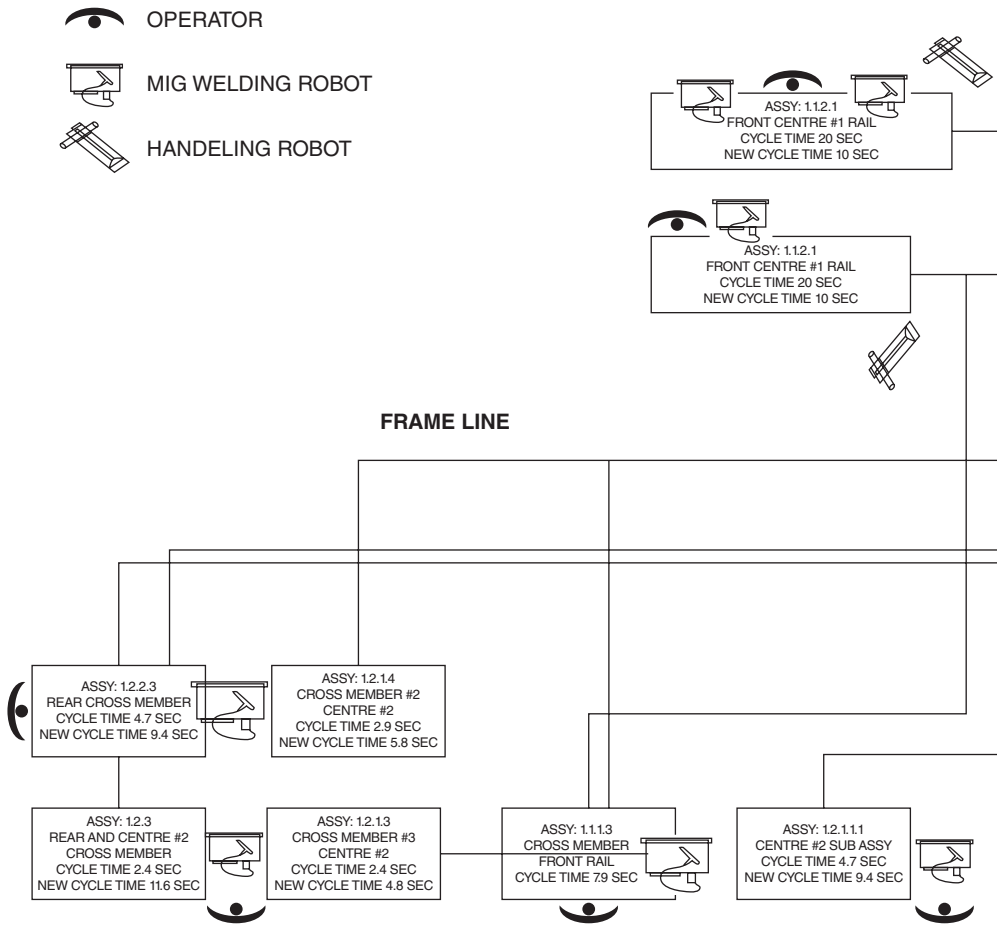 OPERATOR
MIG WELDING ROBOT
HANDELING ROBOT
ASSY: 1.1.2.1
FRONT CENTRE #1 RAIL
CYCLE TIME 20 SEC
NEW CYCLE TIME 10 SEC
ASSY: 1.1.2.1
FRONT CENTRE #1 RAIL
CYCLE TIME 20 SEC
NEW CYCLE TIME 10 SEC
FRAME LINE
ASSY: 1.2.2.3
REAR CROSS MEMBER
CYCLE TIME 4.7 SEC
NEW CYCLE TIME 9.4 SEC
ASSY: 1.2.1.4
CROSS MEMBER #2
CENTRE #2
CYCLE TIME 2.9 SEC
NEW CYCLE TIME 5.8 SEC
ASSY: 1.2.3
REAR AND CENTRE #2
CROSS MEMBER
CYCLE TIME 2.4 SEC
NEW CYCLE TIME 11.6 SEC
ASSY: 1.2.1.3
CROSS MEMBER #3
CENTRE #2
CYCLE TIME 2.4 SEC
NEW CYCLE TIME 4.8 SEC
ASSY: 1.1.1.3
CROSS MEMBER
FRONT RAIL
CYCLE TIME 7.9 SEC
ASSY: 1.2.1.1.1
CENTRE #2 SUB ASSY
CYCLE TIME 4.7 SEC
NEW CYCLE TIME 9.4 SEC